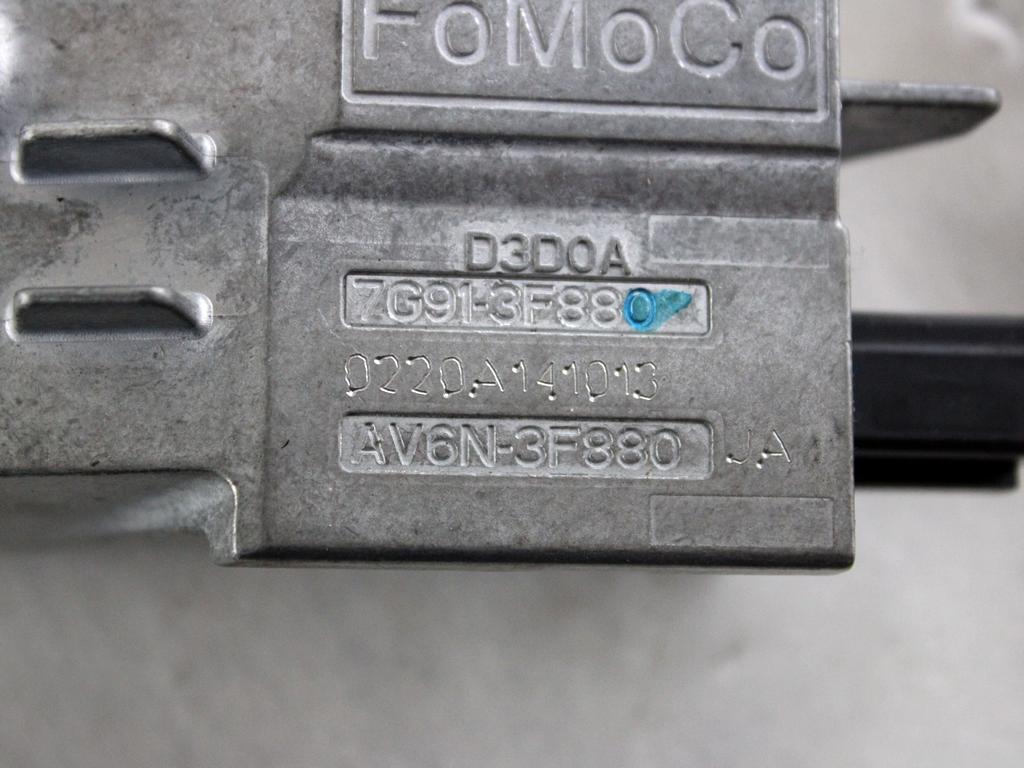 FoMoCo
D3D0A
7G91-3F880
0220A141013
AV6N-3F880 JA